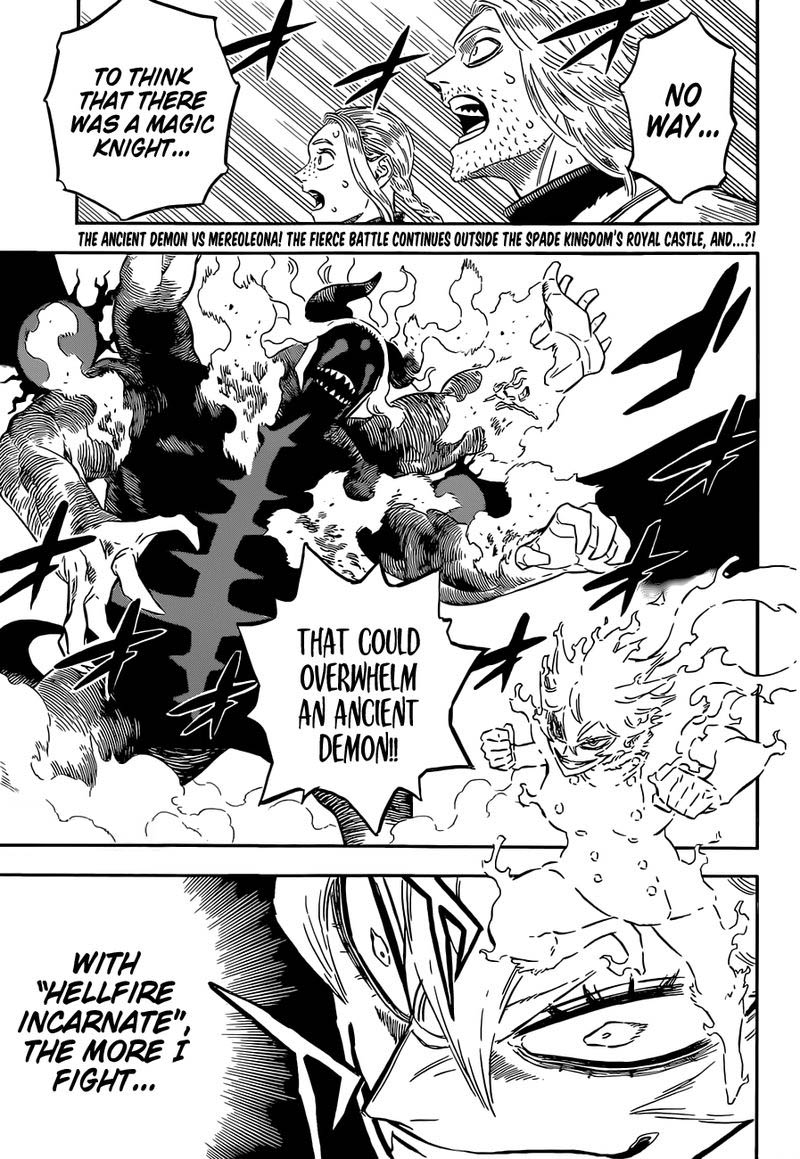 NO
WAY...
TO THINK
THAT THERE
WAS A MAGIC
KNIGHT...
THE ANCIENT DEMON VS MEREOLEONA! THE FIERCE BATTLE CONTINUES OUTSIDE THE SPADE KINGDOM'S ROYAL CASTLE, AND...?!
THAT COULD
OVERWHELM
AN ANCIENT
DEMON!!
WITH
"HELLFIRE
INCARNATE",
THE MORE I
FIGHT...